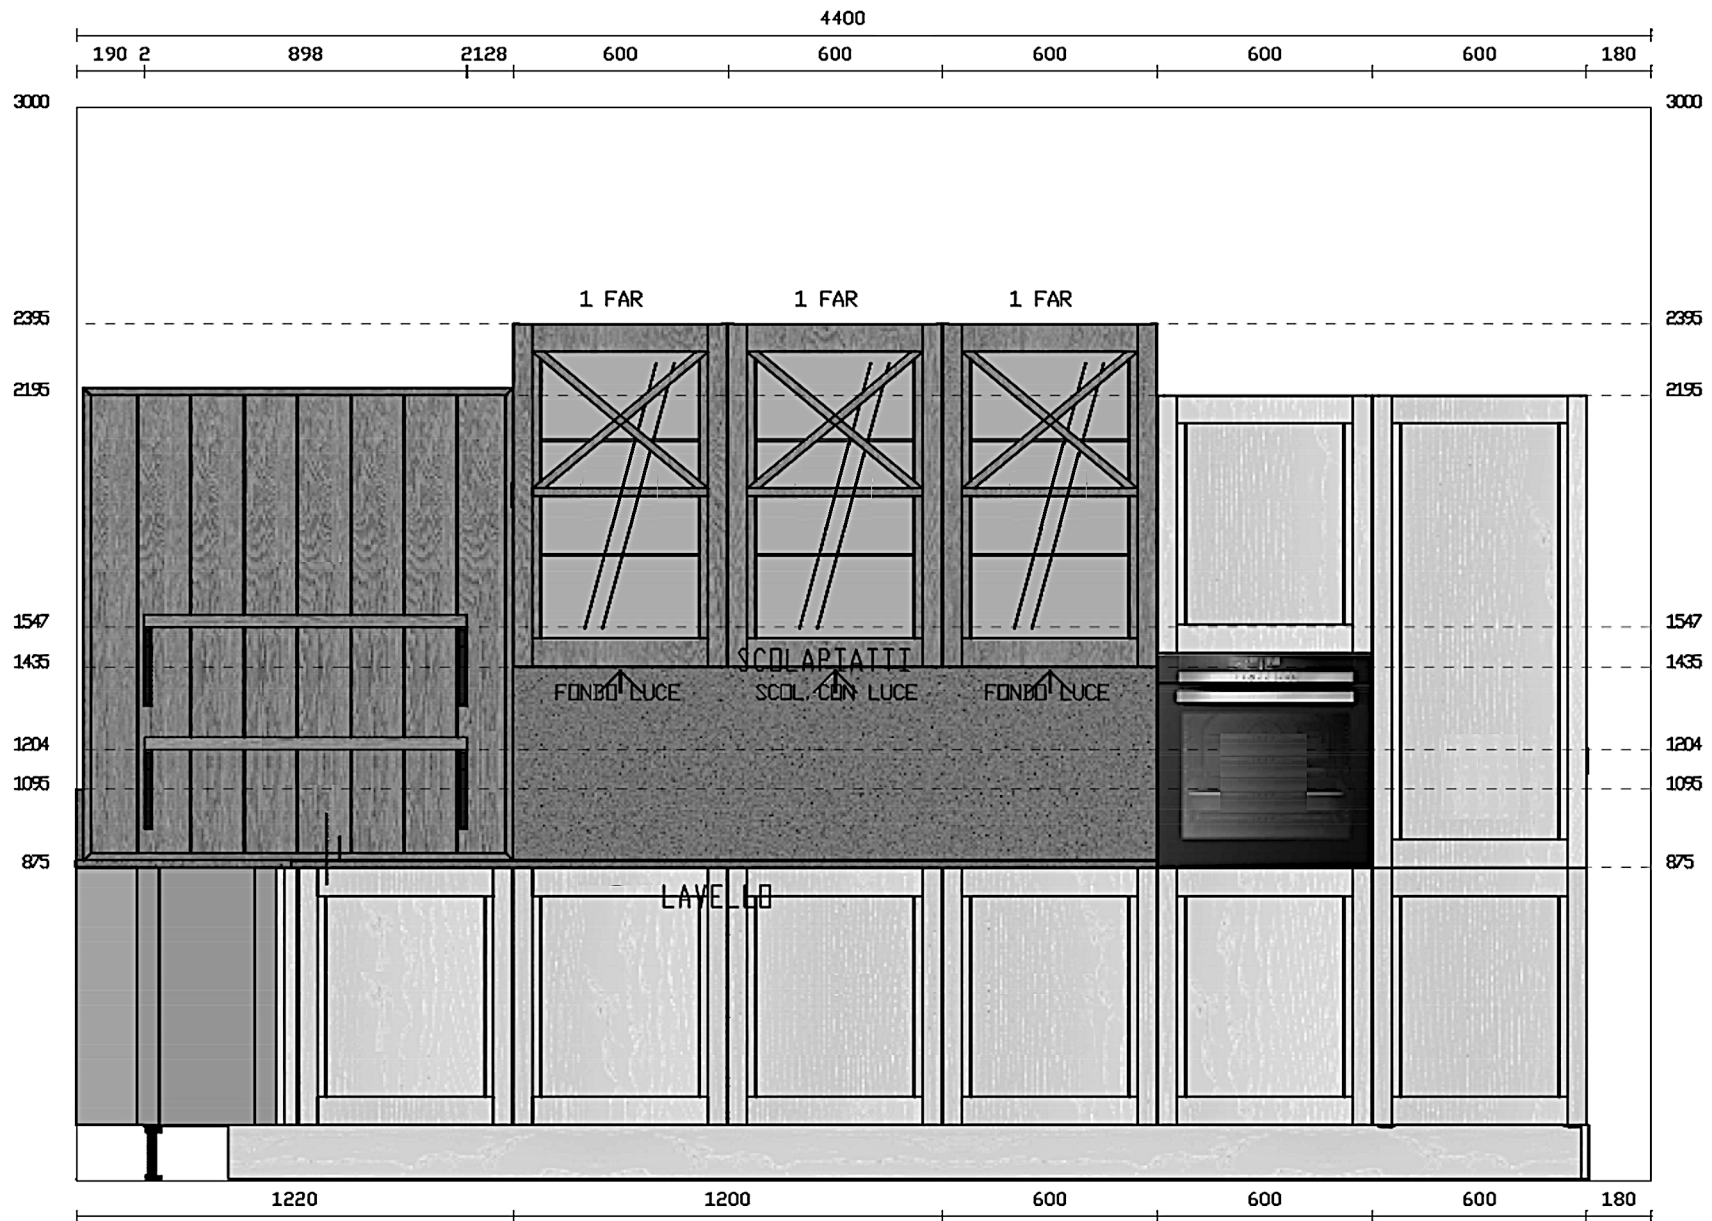 4400
190 2 898 2128 600 600 600 600 600 180
3000 3000
1 FAR 1 FAR 1 FAR
2395 2395
2195 2195
1547 1547
SCOLAPIATTI
1435 1435
FONDO LUCE SCOL. CON LUCE FONDO LUCE
1204 1204
1095 1095
875 875
LAVELLO
1220 1200 600 600 600 180